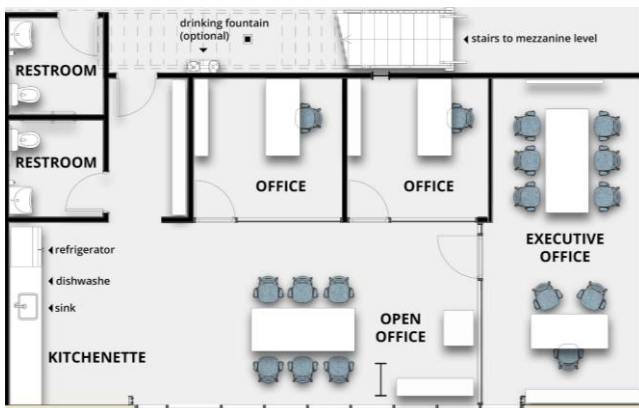 drinking fountain
(optional)
stairs to mezzanine level
RESTROOM
RESTROOM
OFFICE
OFFICE
EXECUTIVE
OFFICE
refrigerator
dishwashe
sink
OPEN
OFFICE
KITCHENETTE